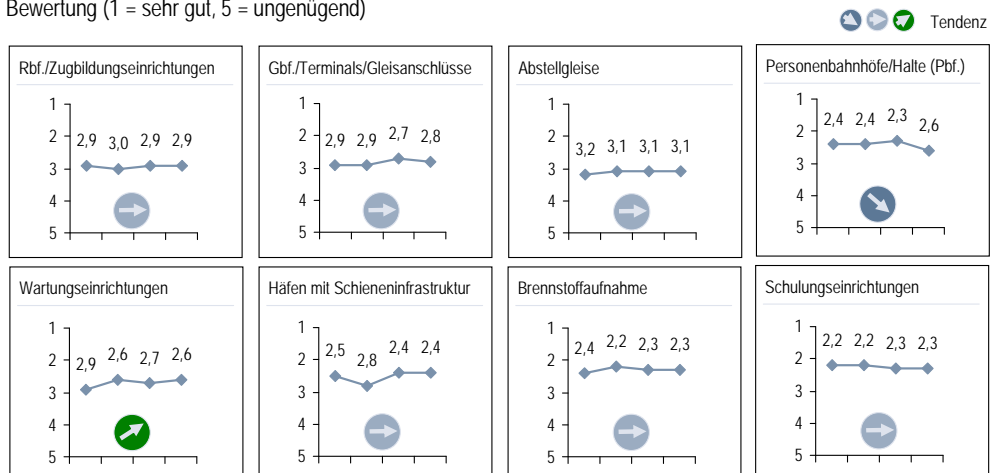 Bewertung (1 = sehr gut, 5 = ungenügend)
Tendenz
Rbf./Zugbildungseinrichtungen
1
2
3
4
5
2,9 3,0 2,9 2,9
Gbf./Terminals/Gleisanschlüsse
1
2
3
4
5
2,9 2,9 2,7 2,8
Abstellgleise
1
2
3
4
5
3,2 3,1 3,1 3,1
Personenbahnhöfe/Halte (Pbf.)
1
2
3
4
5
2,4 2,4 2,3 2,6
Wartungseinrichtungen
1
2
3
4
5
2,9 2,6 2,7 2,6
Häfen mit Schieneninfrastruktur
1
2
3
4
5
2,5 2,8 2,4 2,4
Brennstoffaufnahme
1
2
3
4
5
2,4 2,2 2,3 2,3
Schulungseinrichtungen
1
2
3
4
5
2,2 2,2 2,3 2,3